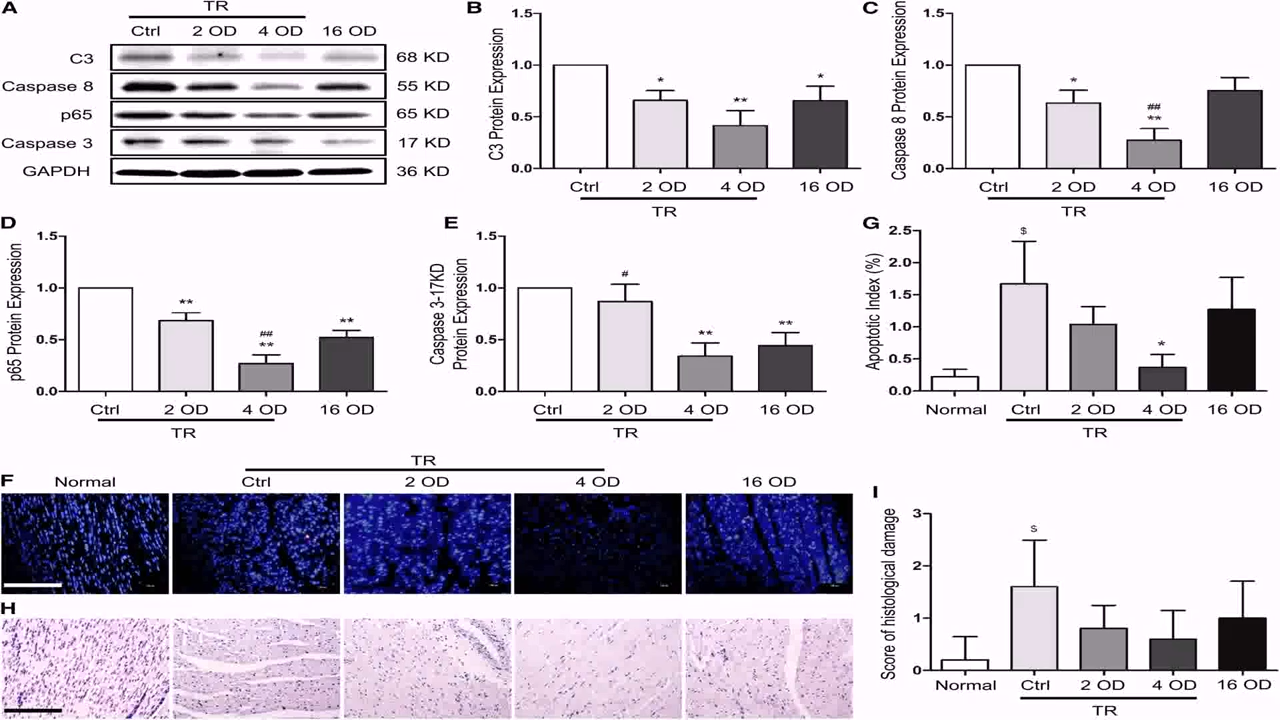 A
TR
Ctrl 2 OD 4 OD 16 OD
C3 68 KD
Caspase 8 55 KD
p65 65 KD
Caspase 3 17 KD
GAPDH 36 KD
B
C3 Protein Expression
1.5
1.0
0.5
0.0
*
**
*
Ctrl 2 OD 4 OD 16 OD
TR
C
Caspase 8 Protein Expression
1.5
1.0
0.5
0.0
*
##
**
Ctrl 2 OD 4 OD 16 OD
TR
D
p65 Protein Expression
1.5
1.0
0.5
0.0
**
##
**
**
Ctrl 2 OD 4 OD 16 OD
TR
E
Caspase 3-17KD
Protein Expression
1.5
1.0
0.5
0.0
#
**
**
Ctrl 2 OD 4 OD 16 OD
TR
G
Apoptotic Index (%)
2.5
2.0
1.5
1.0
0.5
0.0
$
*
Normal Ctrl 2 OD 4 OD 16 OD
TR
F
TR
Normal Ctrl 2 OD 4 OD 16 OD
H
I
Score of histological damage
3
2
1
0
$
Normal Ctrl 2 OD 4 OD 16 OD
TR